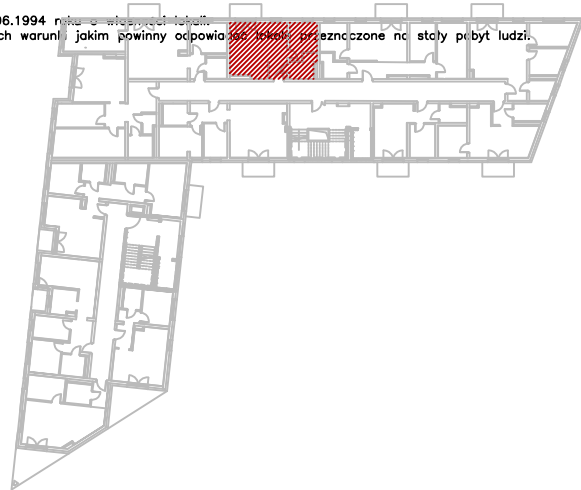 06.1994 roku o własności lokali
ch warunki jakim powinny odpowiadać lokale przeznaczone na stały pobyt ludzi.